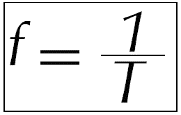 f = 1/T